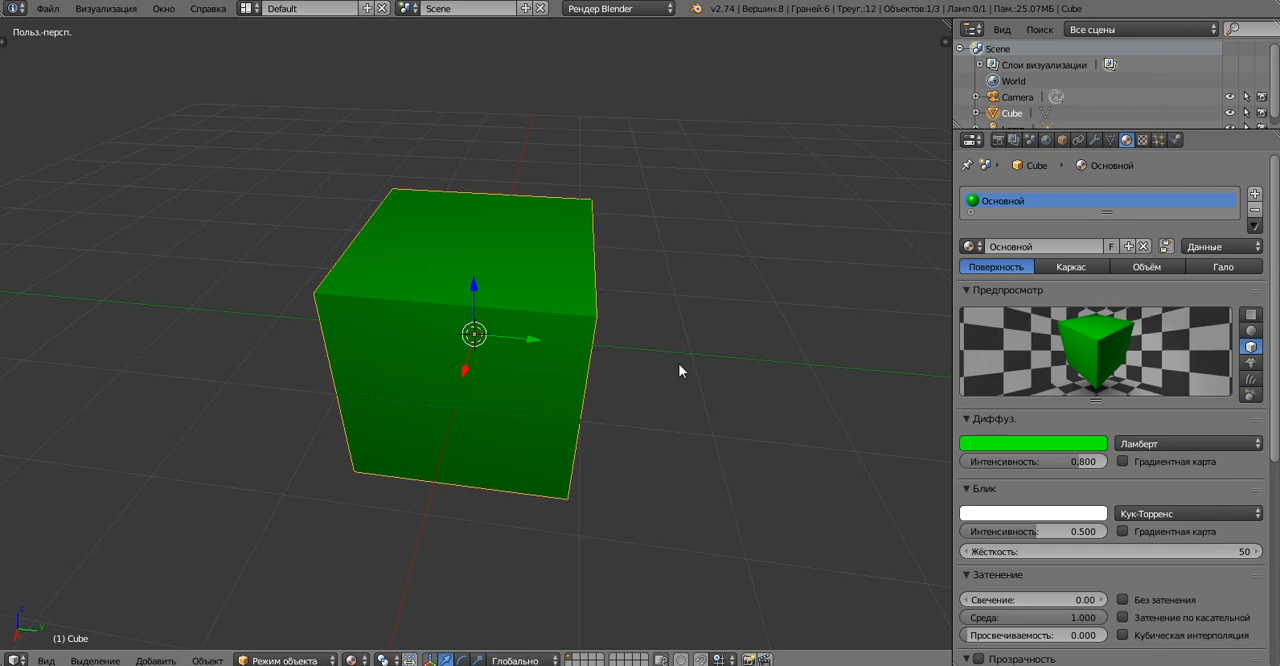 Файл Визуализация Окно Справка Default Scene Рендер Blender v2.74 | Вершин:8 | Граней:6 | Треуг.:12 | Объектов:1/3 | Ламп:0/1 | Пам.:25.07МБ | Cube
Польз.-персп.
Вид Поиск Все сцены
Scene
Слои визуализации
World
Camera
Cube
Cube Основной
Основной
Основной F Данные
Поверхность Каркас Объём Гало
Предпросмотр
Диффуз.
Ламберт
Интенсивность: 0.800 Градиентная карта
Блик
Кук-Торренс
Интенсивность: 0.500 Градиентная карта
Жёсткость: 50
Затенение
Свечение: 0.00 Без затенения
Среда: 1.000 Затенение по касательной
Просвечиваемость: 0.000 Кубическая интерполяция
Прозрачность
z
y
(1) Cube
Вид Выделение Добавить Объект Режим объекта Глобально